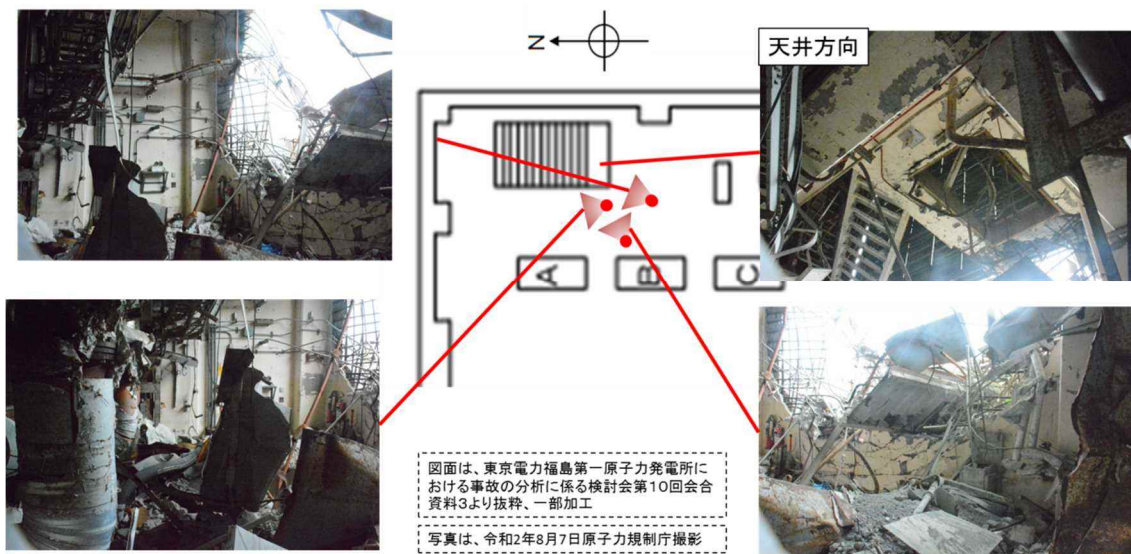 N
天井方向
A
B
C
図面は、東京電力福島第一原子力発電所に
おける事故の分析に係る検討会第10回会合
資料3より抜粋、一部加工
写真は、令和2年8月7日原子力規制庁撮影